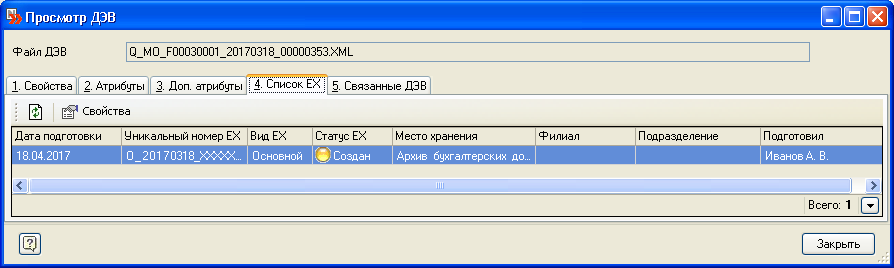 Просмотр ДЭВ
Файл ДЭВ Q_MO_F00030001_20170318_00000353.XML
1. Свойства 2. Атрибуты 3. Доп. атрибуты 4. Список ЕХ 5. Связанные ДЭВ
Свойства
Дата подготовки Уникальный номер ЕХ Вид ЕХ Статус ЕХ Место хранения Филиал Подразделение Подготовил
18.04.2017 O_20170318_XXXX... Основной Создан Архив бухгалтерских до... Иванов А. В.
Всего: 1
Закрыть